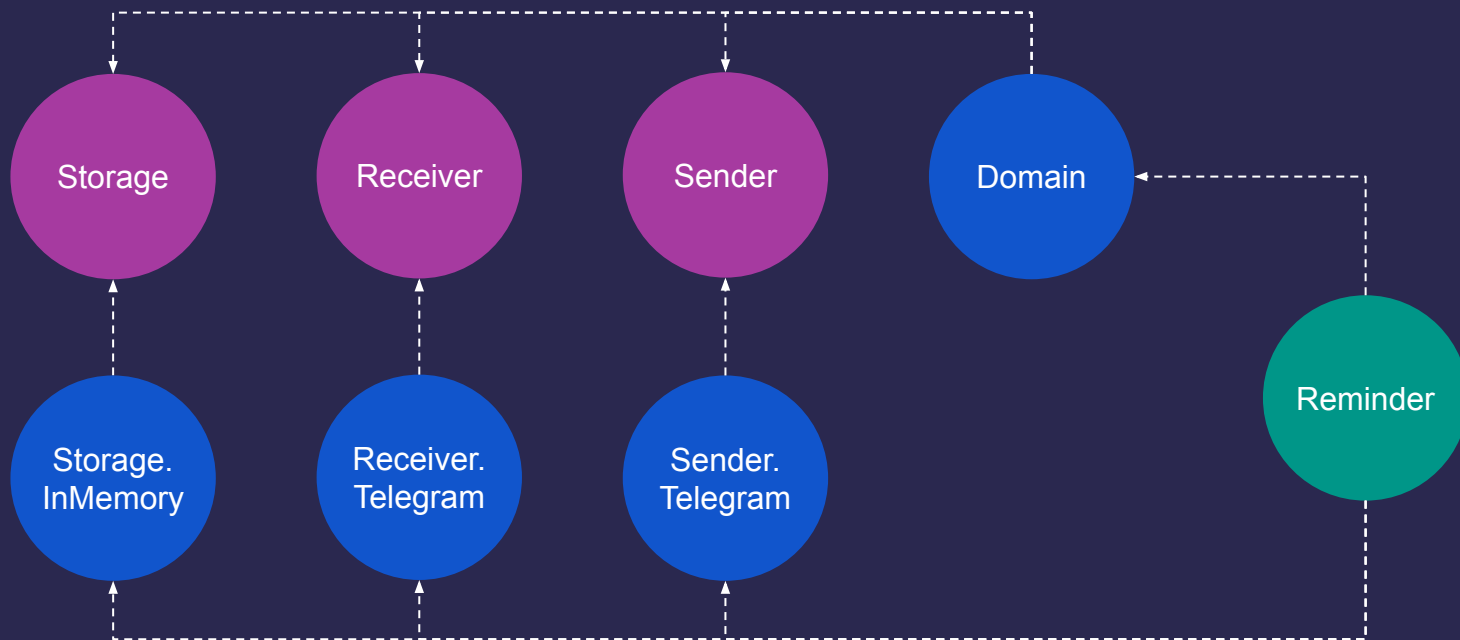 Storage
Receiver
Sender
Domain
Reminder
Storage.
InMemory
Receiver.
Telegram
Sender.
Telegram